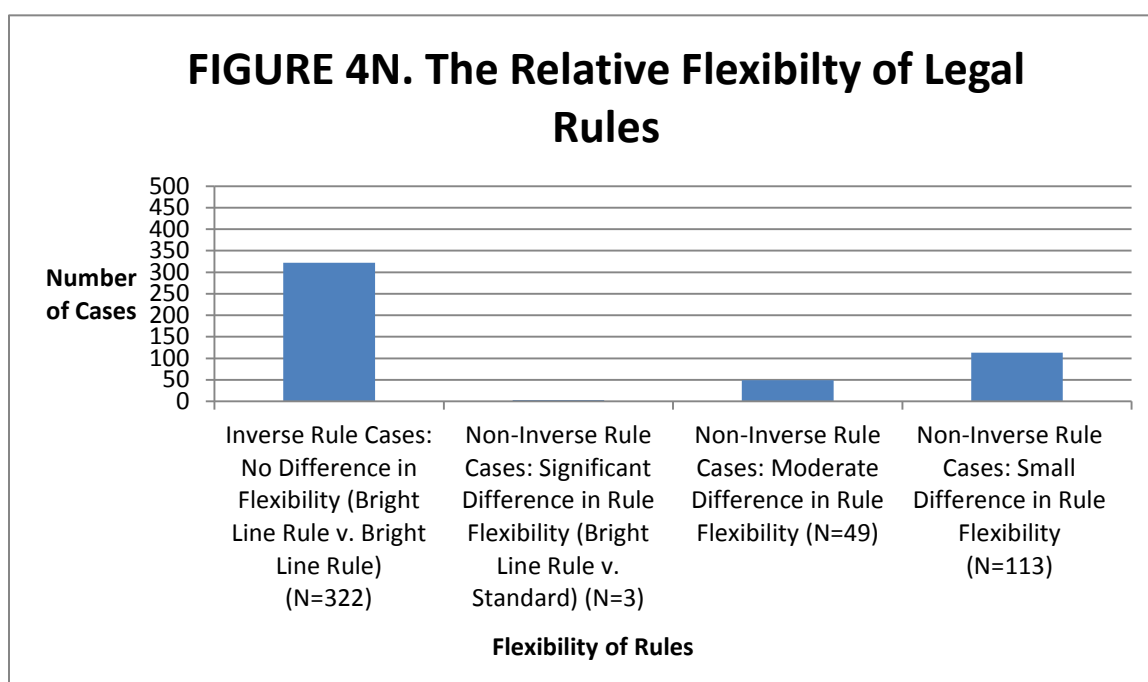 FIGURE 4N. The Relative Flexibilty of Legal
Rules
500
450
400
350
300
250
200
150
100
50
0
Number
of Cases
Inverse Rule Cases:
No Difference in
Flexibility (Bright
Line Rule v. Bright
Line Rule)
(N=322)
Non-Inverse Rule
Cases: Significant
Difference in Rule
Flexibility (Bright
Line Rule v.
Standard) (N=3)
Non-Inverse Rule
Cases: Moderate
Difference in Rule
Flexibility (N=49)
Non-Inverse Rule
Cases: Small
Difference in Rule
Flexibility
(N=113)
Flexibility of Rules